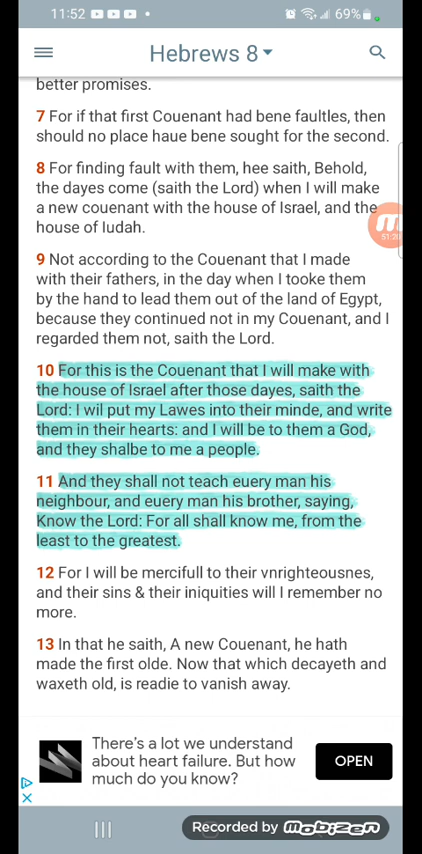 11:52
69%
Hebrews 8
better promises.
7 For if that first Couenant had bene faultles, then
should no place haue bene sought for the second.
8 For finding fault with them, hee saith, Behold,
the dayes come (saith the Lord) when I will make
a new couenant with the house of Israel, and the
house of Iudah.
9 Not according to the Couenant that I made
with their fathers, in the day when I tooke them
by the hand to lead them out of the land of Egypt,
because they continued not in my Couenant, and I
regarded them not, saith the Lord.
10 For this is the Couenant that I will make with
the house of Israel after those dayes, saith the
Lord: I wil put my Lawes into their minde, and write
them in their hearts: and I will be to them a God,
and they shalbe to me a people.
11 And they shall not teach euery man his
neighbour, and euery man his brother, saying,
Know the Lord: For all shall know me, from the
least to the greatest.
12 For I will be mercifull to their vnrighteousnes,
and their sins & their iniquities will I remember no
more.
13 In that he saith, A new Couenant, he hath
made the first olde. Now that which decayeth and
waxeth old, is readie to vanish away.
There's a lot we understand
about heart failure. But how
much do you know?
OPEN
Recorded by mobizen